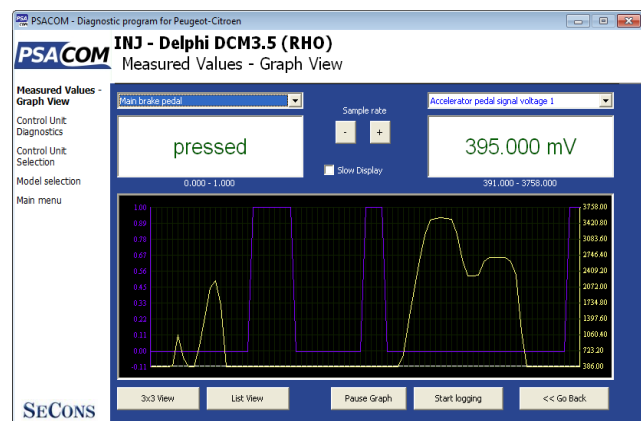 PSACOM - Diagnostic program for Peugeot-Citroen
PSACOM
INJ - Delphi DCM3.5 (RHO)
Measured Values - Graph View
Measured Values -
Graph View
Control Unit
Diagnostics
Control Unit
Selection
Model selection
Main menu
Main brake pedal
Sample rate
Accelerator pedal signal voltage 1
- +
pressed
395.000 mV
Slow Display
0.000 - 1.000
391.000 - 3758.000
1.00 3758.00
0.89 3420.80
0.78 3083.60
0.67 2746.40
0.56 2409.20
0.45 2072.00
0.33 1734.80
0.22 1397.60
0.11 1060.40
0.00 723.20
-0.11 386.00
3x3 View
List View
Pause Graph
Start logging
<< Go Back
SECONS